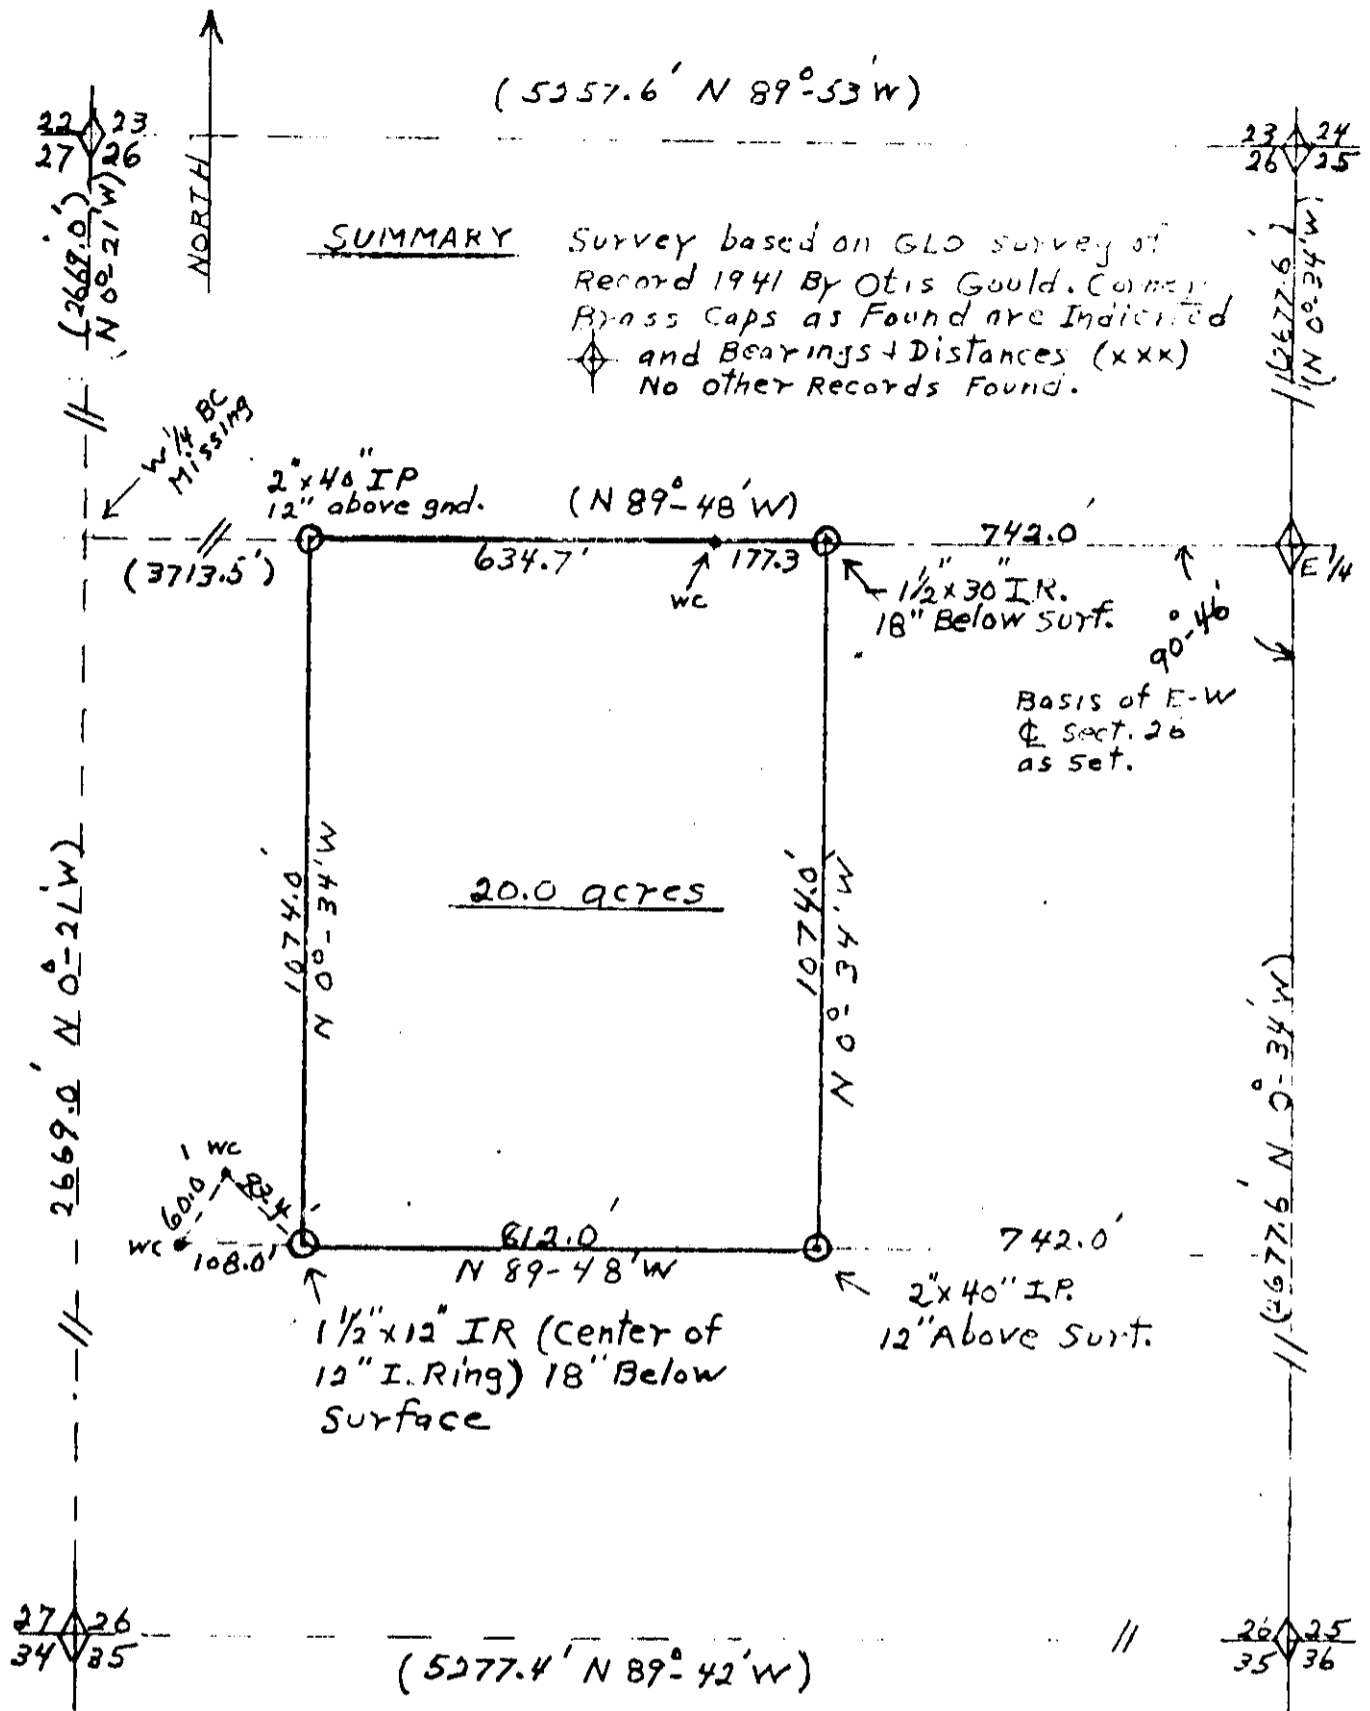 (5257.6' N 89°-53'W)
22 23
27 26
23 24
26 25
NORTH
(2669.0')
N 0°-21'W)
(2677.6')
(N 0°-34'W)
SUMMARY
Survey based on GLO survey of
Record 1941 By Otis Gould. Corner
Brass Caps as Found are Indicated
and Bearings & Distances (xxx)
No other Records Found.
W 1/4 BC
Missing
2"x40" IP
12" above gnd.
(N 89°-48'W)
742.0'
(3713.5')
634.7'
177.3
WC
E 1/4
1 1/2"x30" I.R.
18" Below Surf.
90°-46'
Basis of E-W
℄ Sect. 26
as Set.
1074.0'
N 0°-34'W
20.0 acres
1074.0'
N 0°-34'W
2669.0' N 0°-21'W)
(2677.6' N 0°-34'W)
WC
60.0'
83.4'
WC
108.0'
812.0'
N 89-48'W
742.0'
2"x40" I.P.
12" Above Surf.
1 1/2"x12" IR (Center of
12" I. Ring) 18" Below
Surface
27 26
34 35
26 25
35 36
(5277.4' N 89°-42'W)